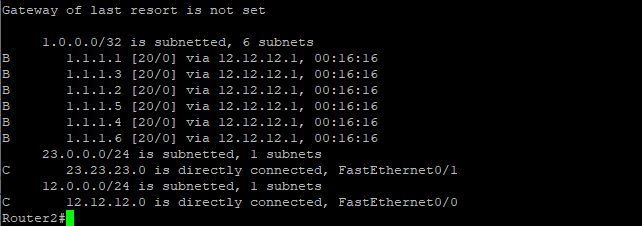 Gateway of last resort is not set
     1.0.0.0/32 is subnetted, 6 subnets
B       1.1.1.1 [20/0] via 12.12.12.1, 00:16:16
B       1.1.1.3 [20/0] via 12.12.12.1, 00:16:16
B       1.1.1.2 [20/0] via 12.12.12.1, 00:16:16
B       1.1.1.5 [20/0] via 12.12.12.1, 00:16:16
B       1.1.1.4 [20/0] via 12.12.12.1, 00:16:16
B       1.1.1.6 [20/0] via 12.12.12.1, 00:16:16
     23.0.0.0/24 is subnetted, 1 subnets
C       23.23.23.0 is directly connected, FastEthernet0/1
     12.0.0.0/24 is subnetted, 1 subnets
C       12.12.12.0 is directly connected, FastEthernet0/0
Router2#